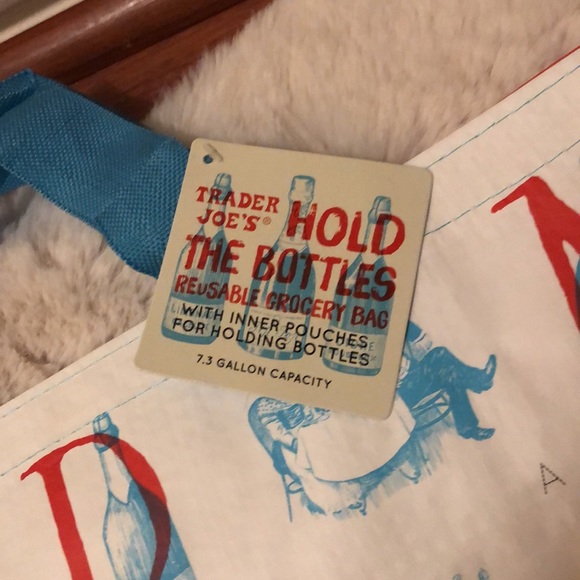 TRADER
JOE'S®
HOLD
THE BOTTLES
REUSABLE GROCERY BAG
WITH INNER POUCHES
FOR HOLDING BOTTLES
7.3 GALLON CAPACITY
D
A